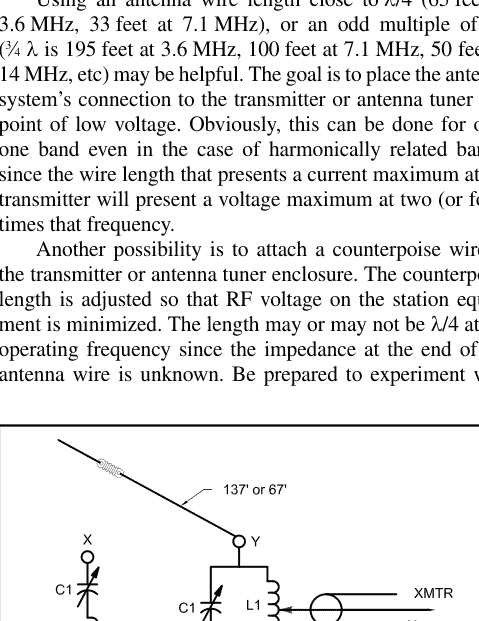 Using an antenna wire length close to λ/4 (65 fee
3.6 MHz, 33 feet at 7.1 MHz), or an odd multiple of
(¾ λ is 195 feet at 3.6 MHz, 100 feet at 7.1 MHz, 50 fee
14 MHz, etc) may be helpful. The goal is to place the ante
system's connection to the transmitter or antenna tuner
point of low voltage. Obviously, this can be done for o
one band even in the case of harmonically related bar
since the wire length that presents a current maximum at
transmitter will present a voltage maximum at two (or fo
times that frequency.
Another possibility is to attach a counterpoise wire
the transmitter or antenna tuner enclosure. The counterpo
length is adjusted so that RF voltage on the station equ
ment is minimized. The length may or may not be λ/4 at
operating frequency since the impedance at the end of
antenna wire is unknown. Be prepared to experiment w
137' or 67'
X
Y
C1
C1
L1
XMTR